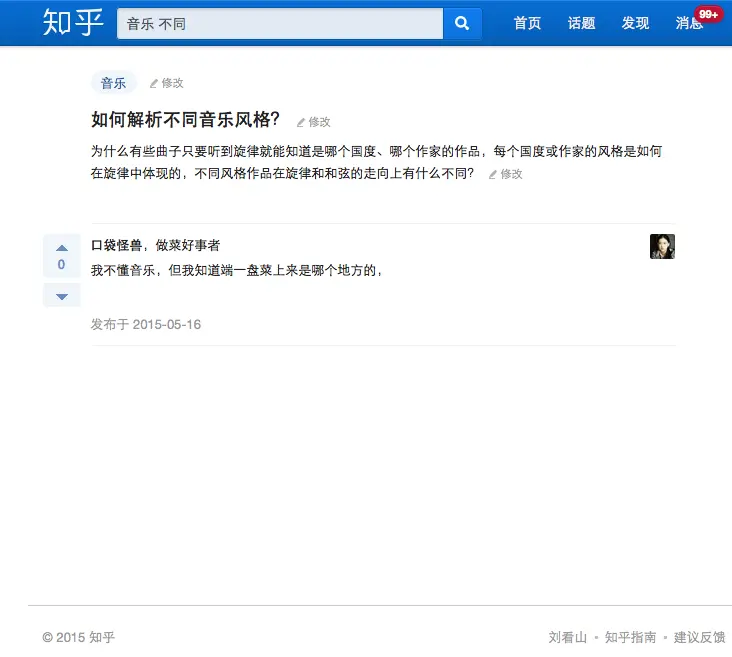 知乎 音乐 不同 首页 话题 发现 消息 99+
音乐 修改
如何解析不同音乐风格？ 修改
为什么有些曲子只要听到旋律就能知道是哪个国度、哪个作家的作品，每个国度或作家的风格是如何
在旋律中体现的，不同风格作品在旋律和和弦的走向上有什么不同？ 修改
口袋怪兽，做菜好事者
0
我不懂音乐，但我知道端一盘菜上来是哪个地方的，
发布于 2015-05-16
© 2015 知乎 刘看山 • 知乎指南 • 建议反馈